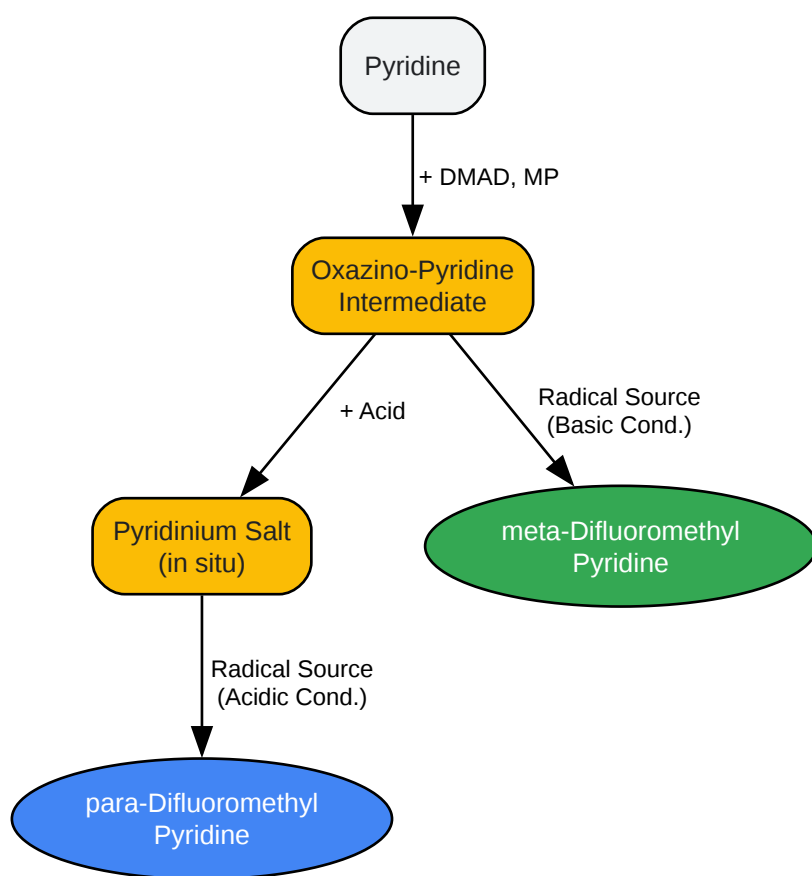 Pyridine
+ DMAD, MP
Oxazino-Pyridine
Intermediate
+ Acid
Radical Source
(Basic Cond.)
Pyridinium Salt
(in situ)
meta-Difluoromethyl
Pyridine
Radical Source
(Acidic Cond.)
para-Difluoromethyl
Pyridine